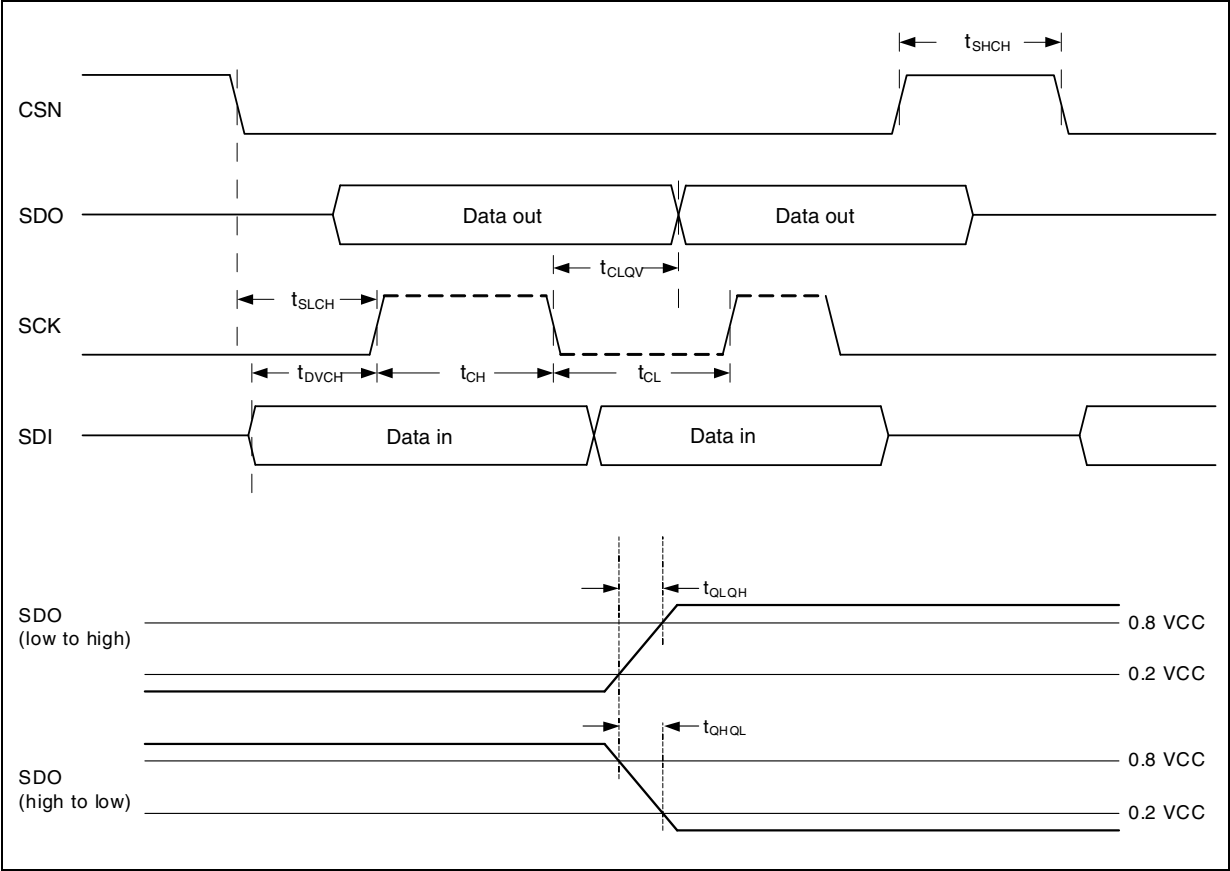 tSHCH
CSN
SDO
Data out
Data out
tCLQV
tSLCH
SCK
tDVCH
tCH
tCL
SDI
Data in
Data in
tQLQH
SDO
(low to high)
0.8 VCC
0.2 VCC
tQHQL
SDO
(high to low)
0.8 VCC
0.2 VCC